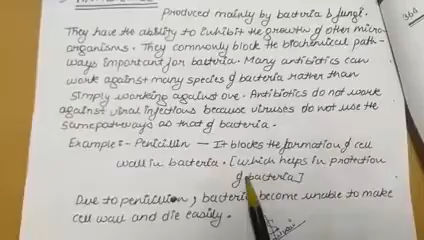 produced mainly by bacteria & fungi.
364
They have the ability to inhibit the growth of other micro-
organisms. They commonly block the biochemical path-
ways important for bacteria. Many antibiotics can
work against many species of bacteria rather than
simply working against one. Antibiotics do not work
against viral infections because viruses do not use the
same pathways as that of bacteria.
Example:- Penicillin — It blocks the formation of cell
wall in bacteria. [which helps in protection
of bacteria]
Due to penicillin, bacteria become unable to make
cell wall and die easily.